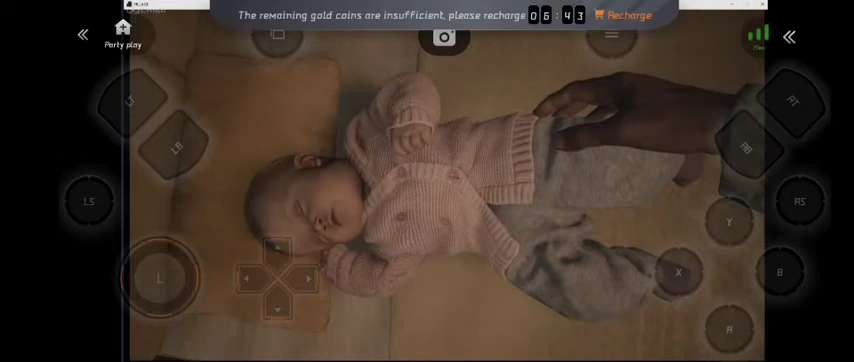 The remaining gold coins are insufficient, please recharge 06:43 Recharge
Party play
LT
RT
LB
RB
LS
RS
Y
L
X
B
A